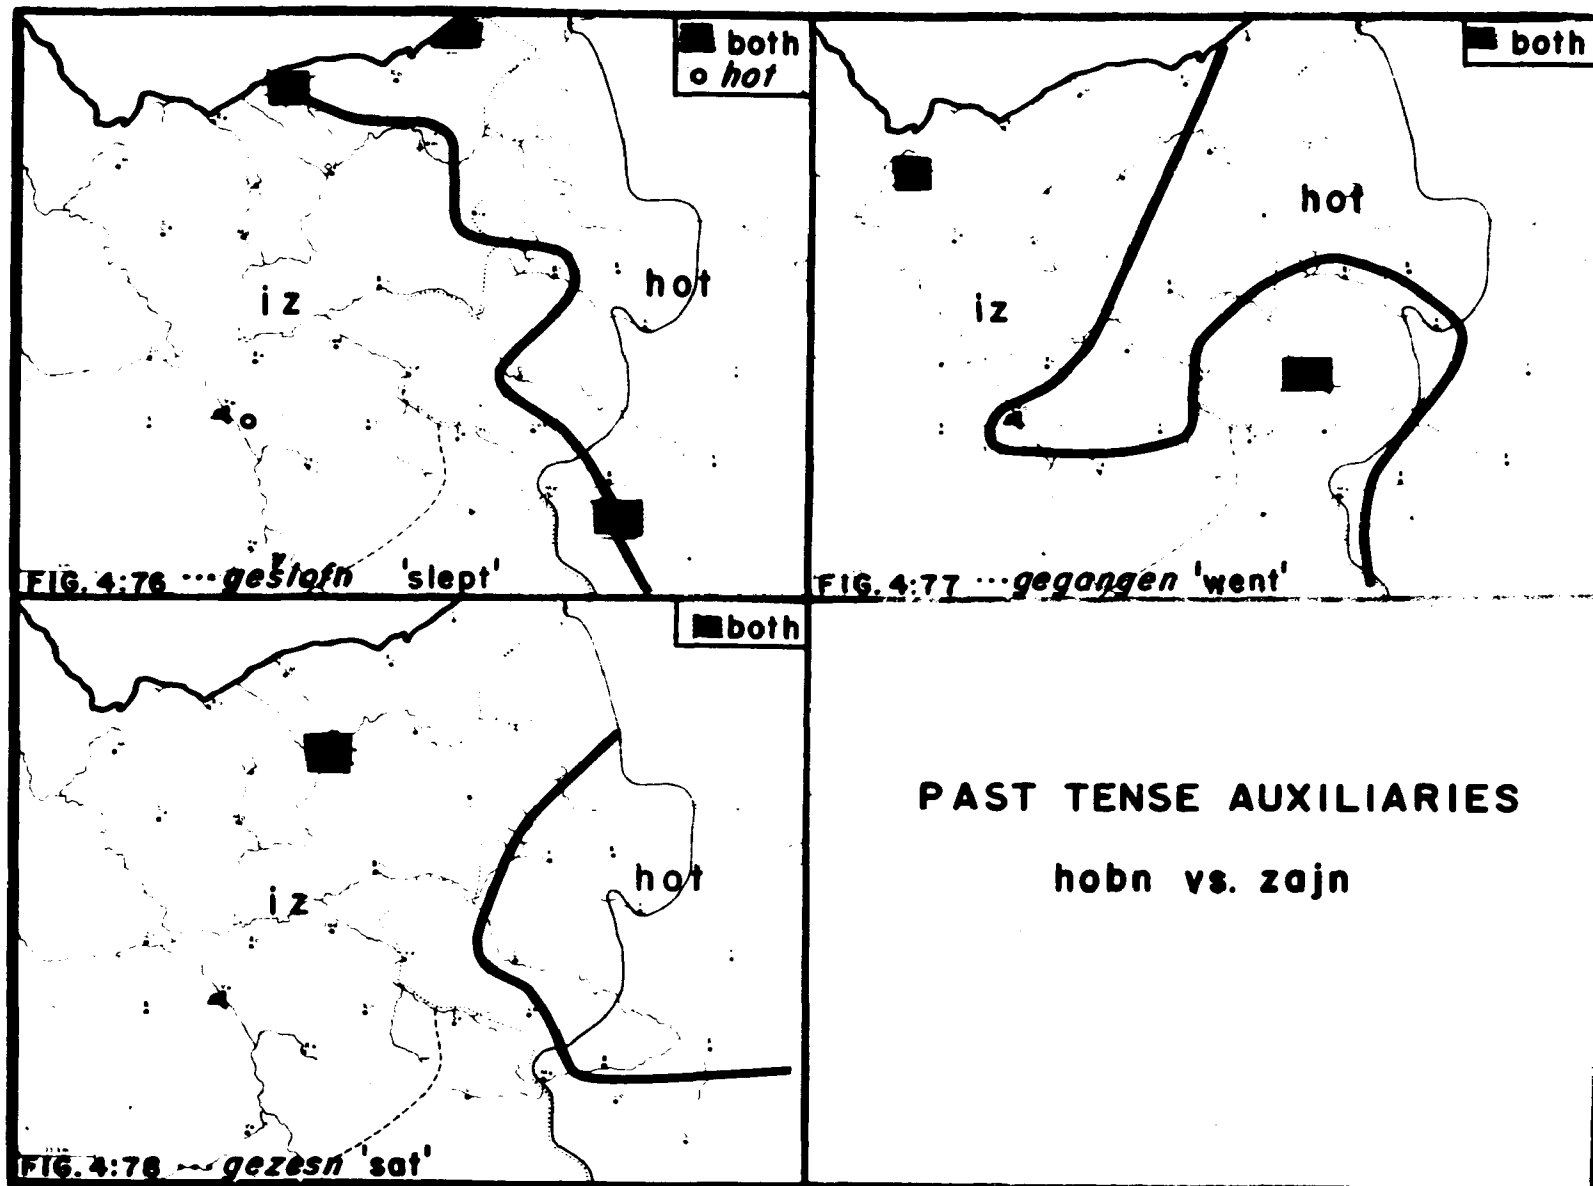 both
hot
iz
hot
FIG. 4:76 ... gešlofn 'slept'
both
hot
iz
FIG. 4:77 ... gegangen 'went'
both
iz
hot
FIG. 4:78 ... gezesn 'sat'
PAST TENSE AUXILIARIES
hobn vs. zajn